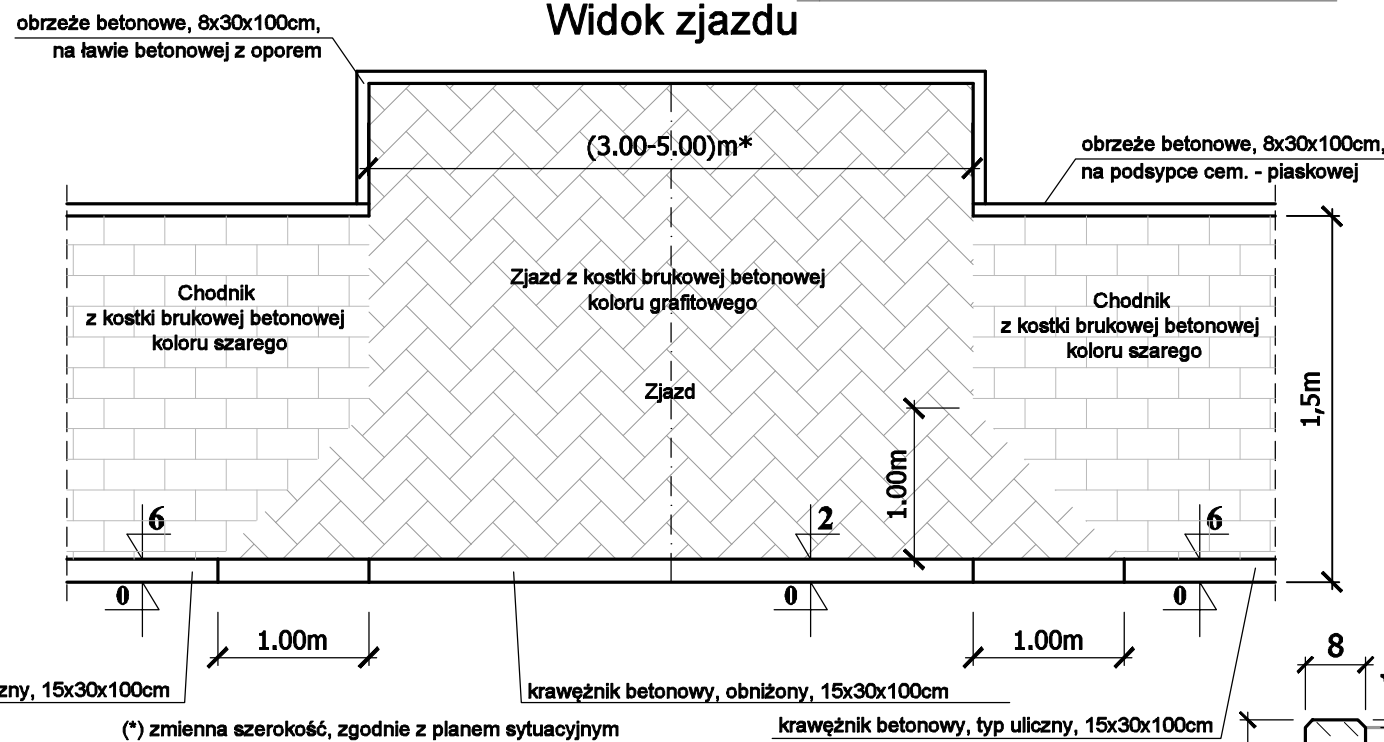 Widok zjazdu
obrzeże betonowe, 8x30x100cm,
na ławie betonowej z oporem
(3.00-5.00)m*
obrzeże betonowe, 8x30x100cm,
na podsypce cem. - piaskowej
Zjazd z kostki brukowej betonowej
koloru grafitowego
Chodnik
z kostki brukowej betonowej
koloru szarego
Chodnik
z kostki brukowej betonowej
koloru szarego
Zjazd
1,5m
1.00m
6
2
6
0
0
0
1.00m
1.00m
8
15x30x100cm
krawężnik betonowy, obniżony, 15x30x100cm
(*) zmienna szerokość, zgodnie z planem sytuacyjnym
krawężnik betonowy, typ uliczny, 15x30x100cm